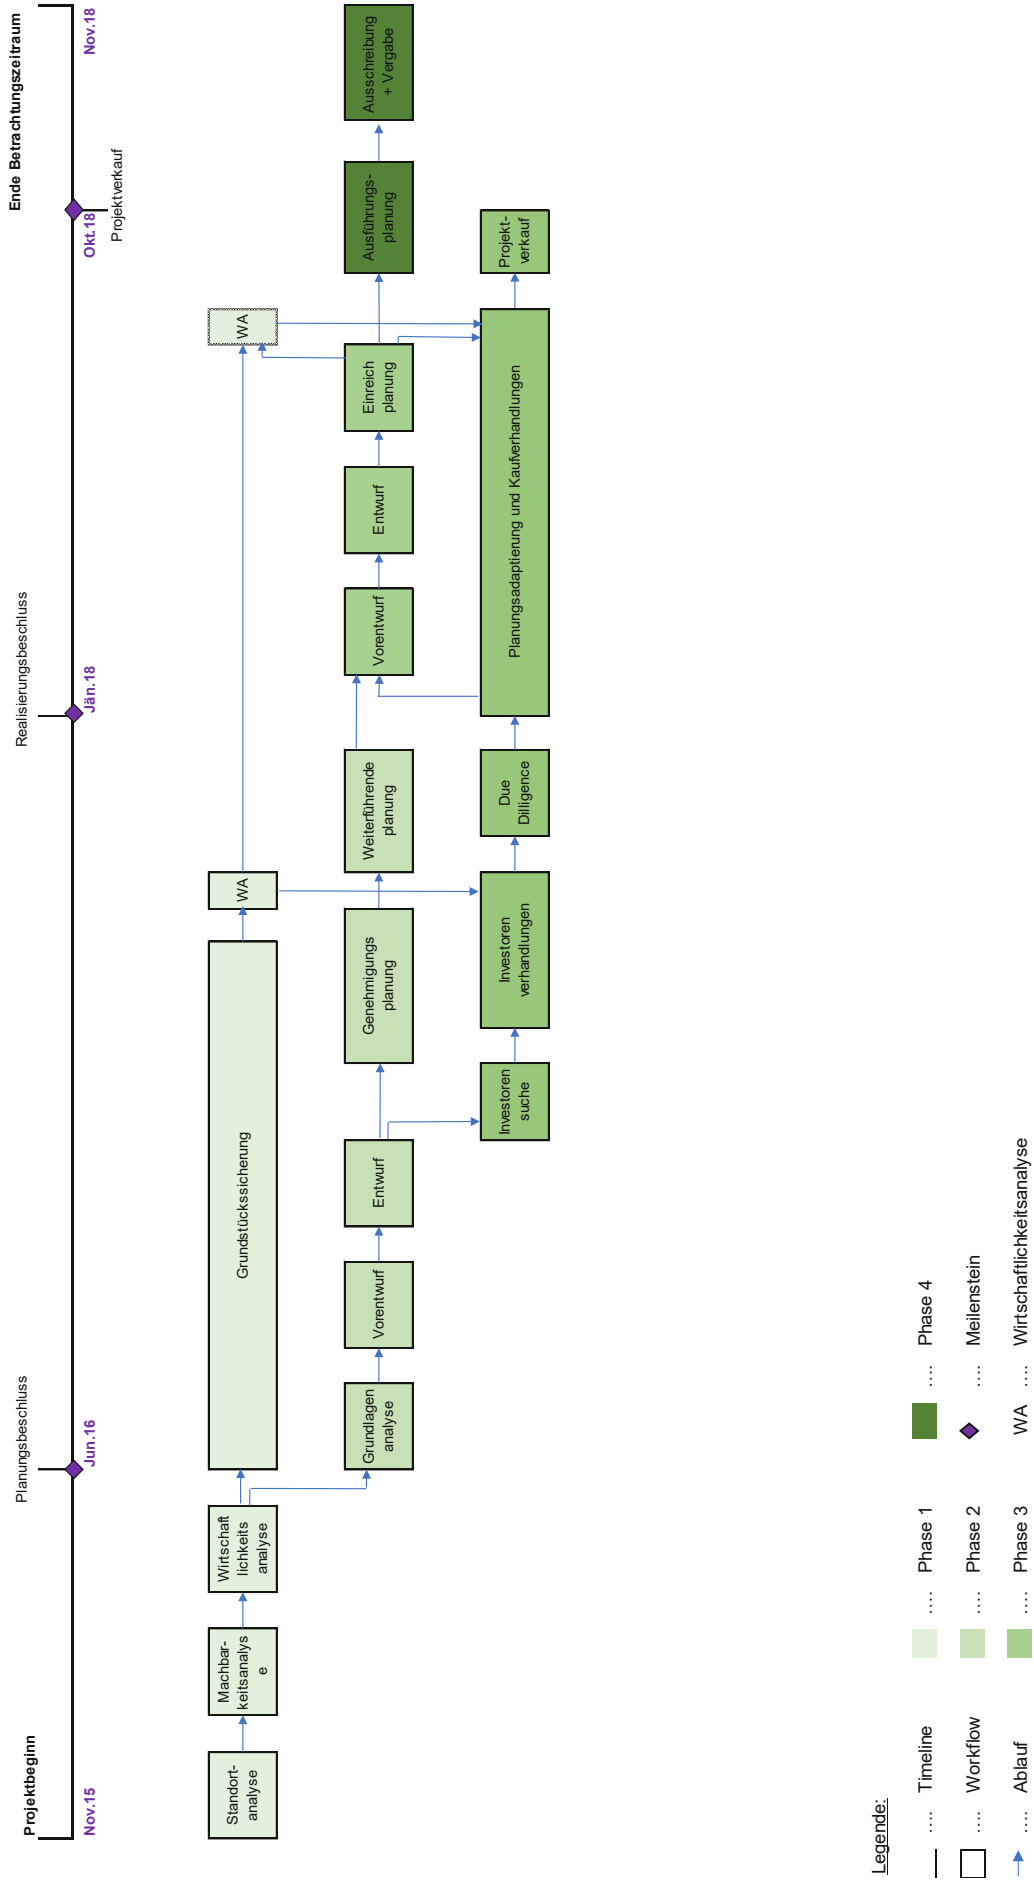 Projektbeginn
Planungsbeschluss
Realisierungsbeschluss
Ende Betrachtungszeitraum
Nov.15
Jun.16
Jän.18
Okt.18
Nov.18
Projektverkauf
Standort-
analyse
Machbar-
keitsanalys
e
Wirtschaft
lichkeits
analyse
Grundstückssicherung
WA
WA
Grundlagen
analyse
Vorentwurf
Entwurf
Genehmigungs
planung
Weiterführende
planung
Vorentwurf
Entwurf
Einreich
planung
Ausführungs-
planung
Ausschreibung
+ Vergabe
Investoren
suche
Investoren
verhandlungen
Due
Dilligence
Planungsadaptierung und Kaufverhandlungen
Projekt-
verkauf
Legende:
.... Timeline
.... Phase 1
.... Phase 4
.... Workflow
.... Phase 2
.... Meilenstein
.... Ablauf
.... Phase 3
WA .... Wirtschaftlichkeitsanalyse